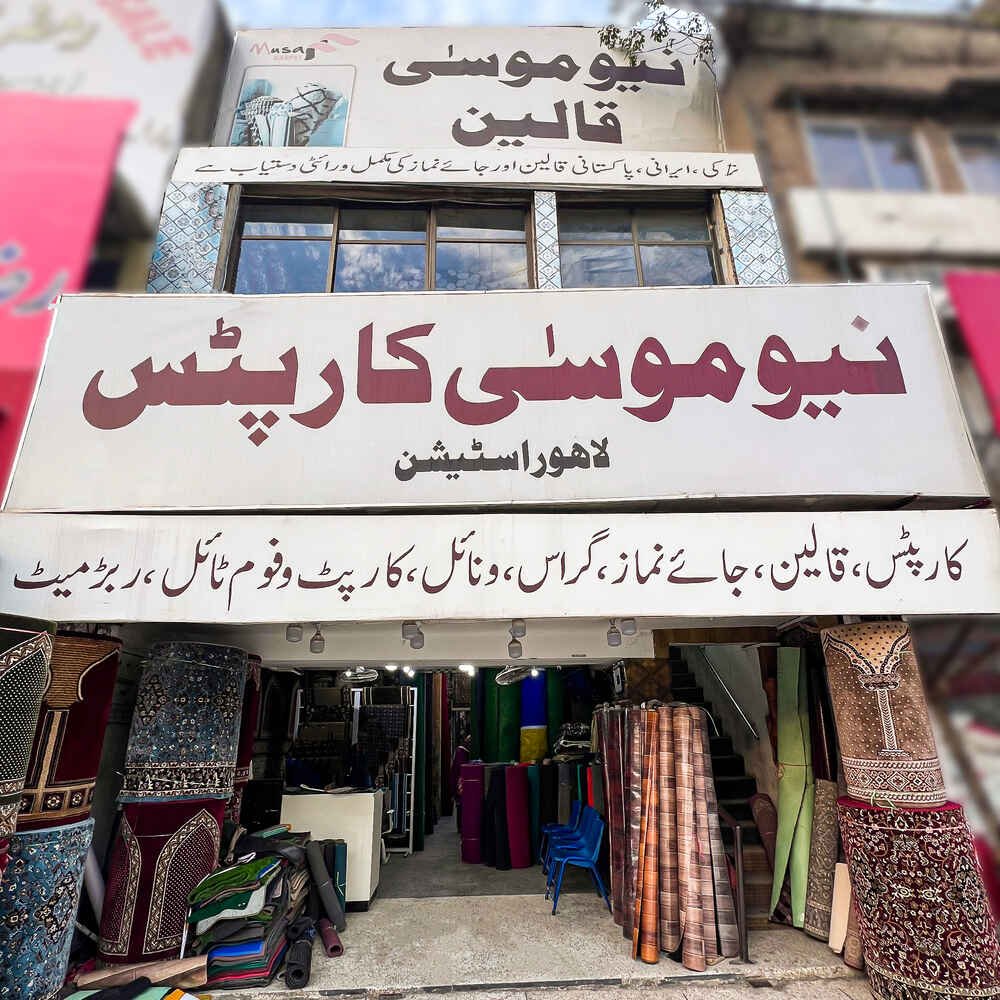 Musa
CARPET
نیو موسیٰ
قالین
ترکی، ایرانی، پاکستانی قالین اور جائے نماز کی مکمل ورائٹی دستیاب ہے
نیو موسیٰ کارپٹس
لاہور اسٹیشن
کارپٹس، قالین، جائے نماز، گراس، ونائل، کارپٹ و فوم ٹائل، ربڑ میٹ